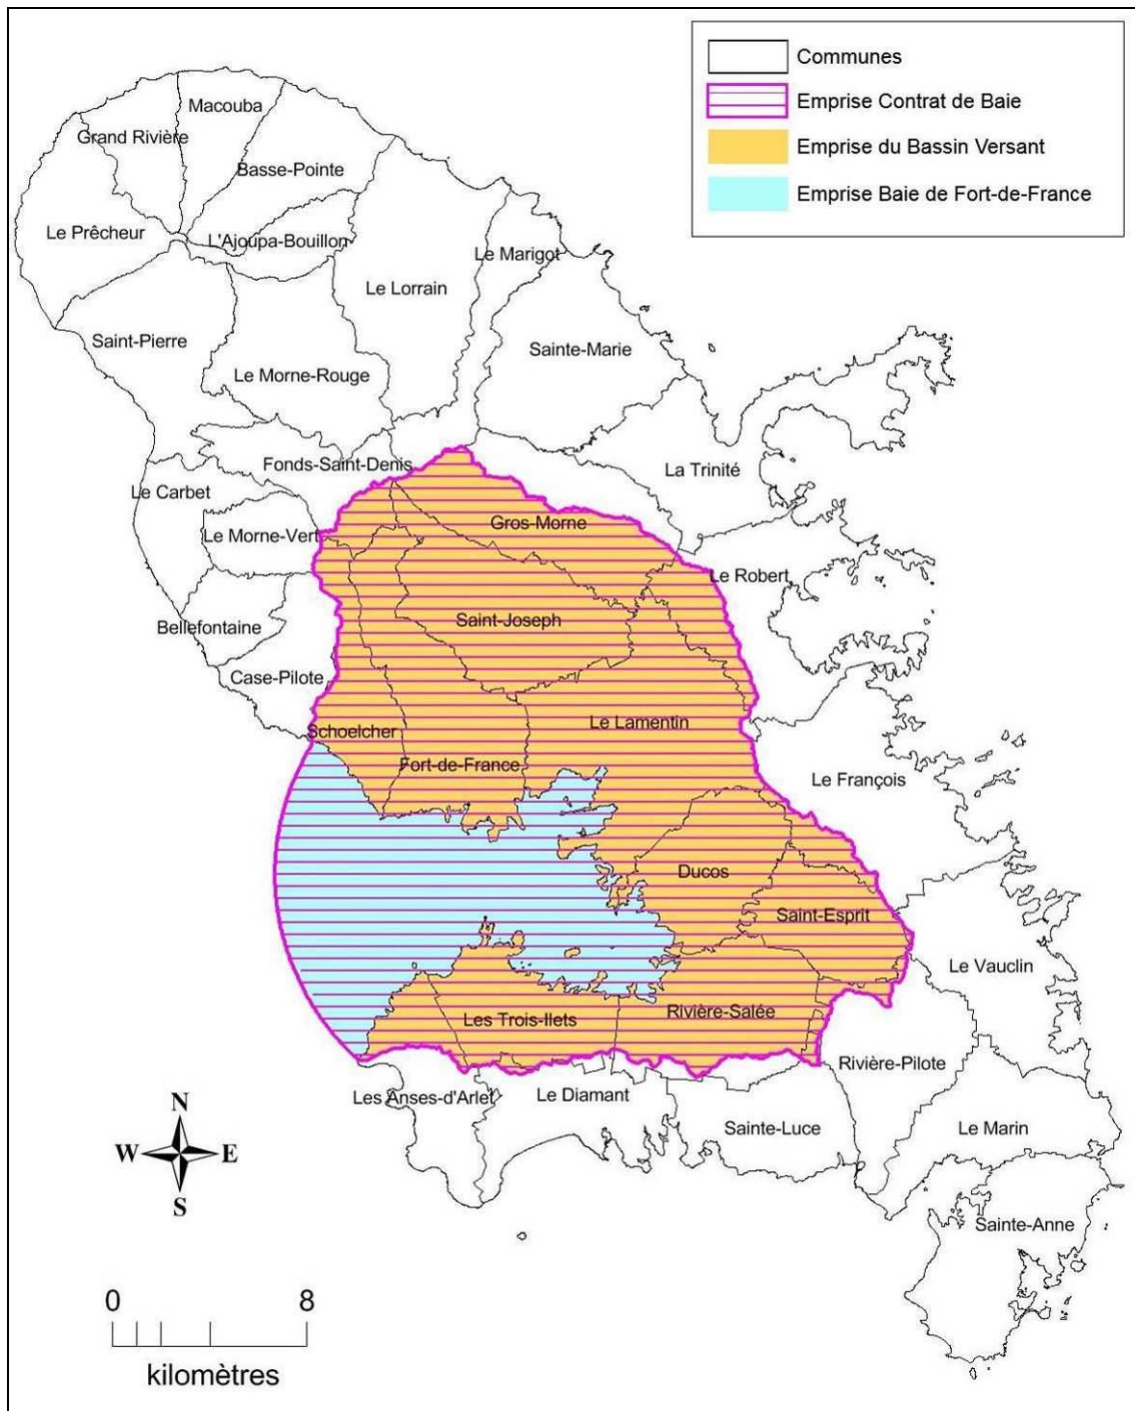 Communes
Emprise Contrat de Baie
Emprise du Bassin Versant
Emprise Baie de Fort-de-France
Macouba
Grand Rivière
Basse-Pointe
Le Prêcheur
L'Ajoupa-Bouillon
Le Marigot
Le Lorrain
Saint-Pierre
Sainte-Marie
Le Morne-Rouge
Fonds-Saint-Denis
La Trinité
Le Carbet
Gros-Morne
Le Morne-Vert
Le Robert
Saint-Joseph
Bellefontaine
Case-Pilote
Le Lamentin
Schoelcher
Fort-de-France
Le François
Ducos
Saint-Esprit
Le Vauclin
Rivière-Salée
Les Trois-Ilets
Rivière-Pilote
Le Diamant
Les Anses-d'Arlet
Sainte-Luce
Le Marin
Sainte-Anne
N
W E
S
0 8
kilomètres